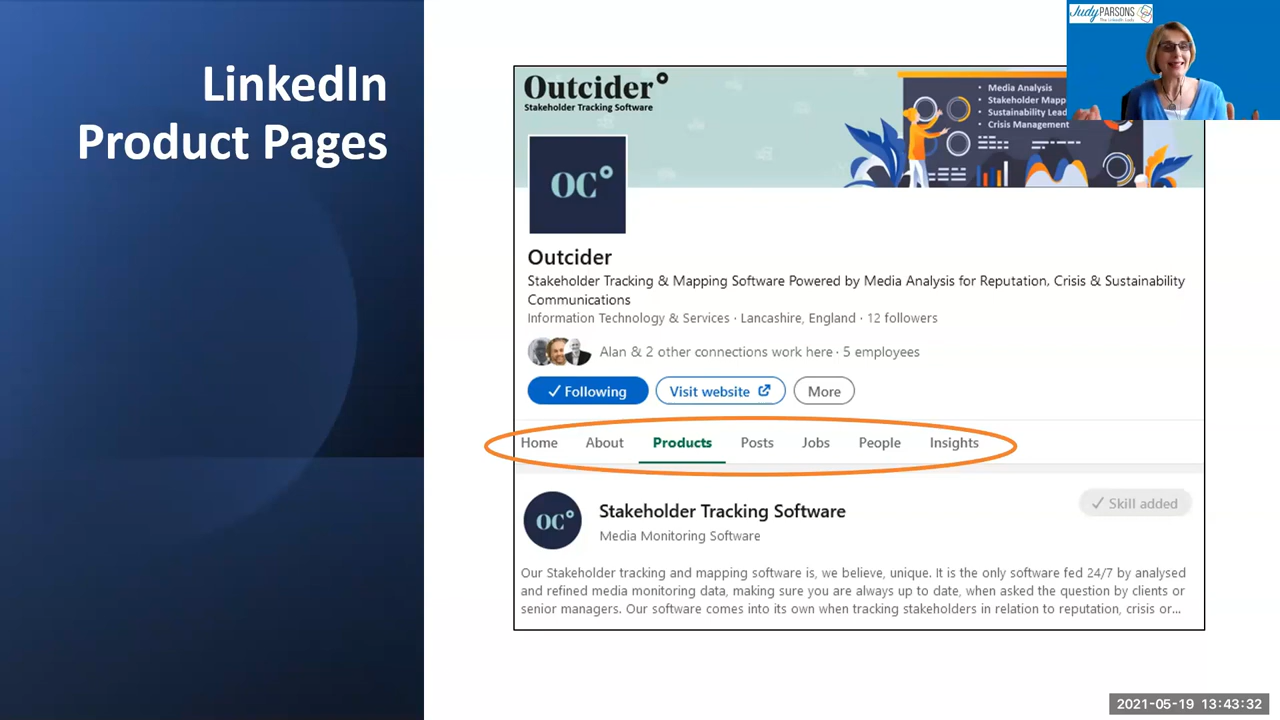 LinkedIn
Product Pages
Judy PARSONS
Outcider°
Stakeholder Tracking Software
• Media Analysis
• Stakeholder Mapp
• Sustainability Lead
• Crisis Management
OC°
Outcider
Stakeholder Tracking & Mapping Software Powered by Media Analysis for Reputation, Crisis & Sustainability
Communications
Information Technology & Services · Lancashire, England · 12 followers
Alan & 2 other connections work here · 5 employees
✓ Following Visit website More
Home About Products Posts Jobs People Insights
OC°
Stakeholder Tracking Software
✓ Skill added
Media Monitoring Software
Our Stakeholder tracking and mapping software is, we believe, unique. It is the only software fed 24/7 by analysed
and refined media monitoring data, making sure you are always up to date, when asked the question by clients or
senior managers. Our software comes into its own when tracking stakeholders in relation to reputation, crisis or...
2021-05-19 13:43:32